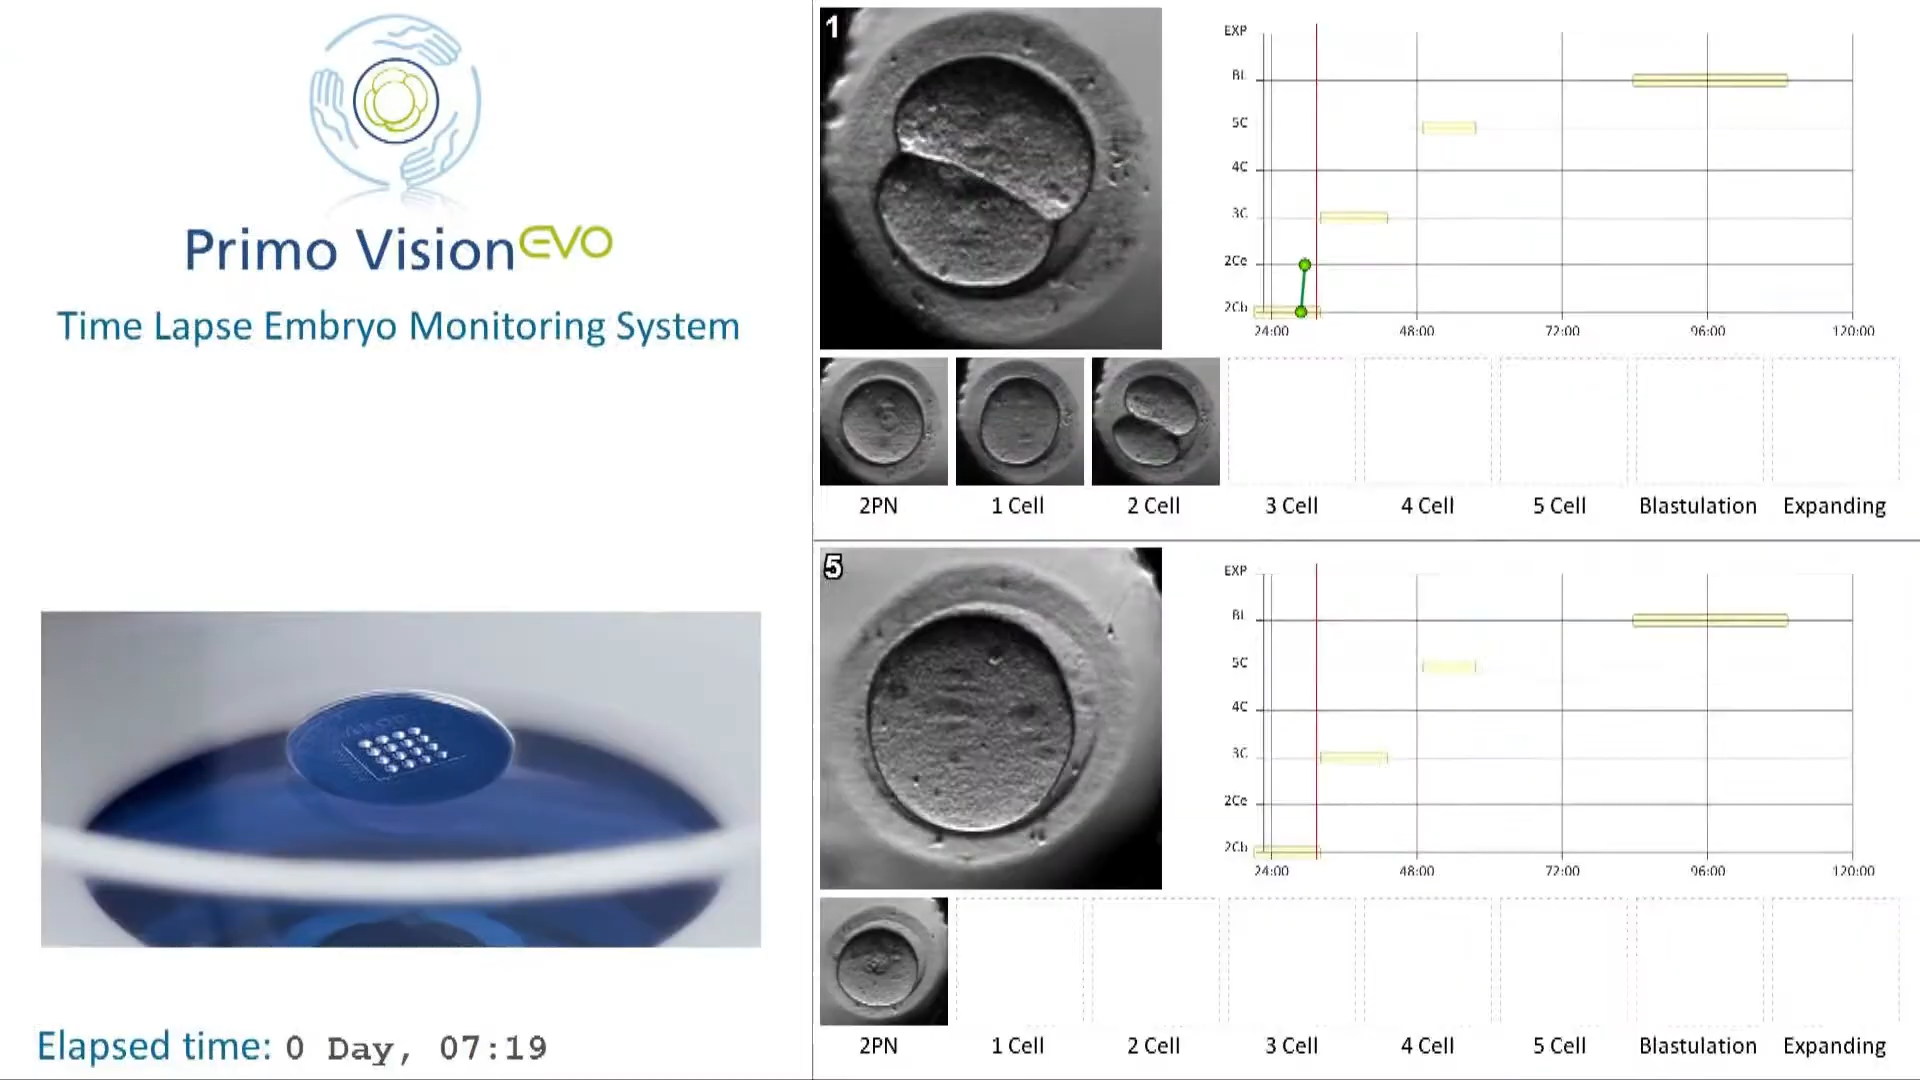 Primo Vision EVO
Time Lapse Embryo Monitoring System
Elapsed time: 0 Day, 07:19
1
EXP
BL
5C
4C
3C
2Ce
2Cb
24:00 48:00 72:00 96:00 120:00
2PN 1 Cell 2 Cell 3 Cell 4 Cell 5 Cell Blastulation Expanding
5
EXP
BL
5C
4C
3C
2Ce
2Cb
24:00 48:00 72:00 96:00 120:00
2PN 1 Cell 2 Cell 3 Cell 4 Cell 5 Cell Blastulation Expanding